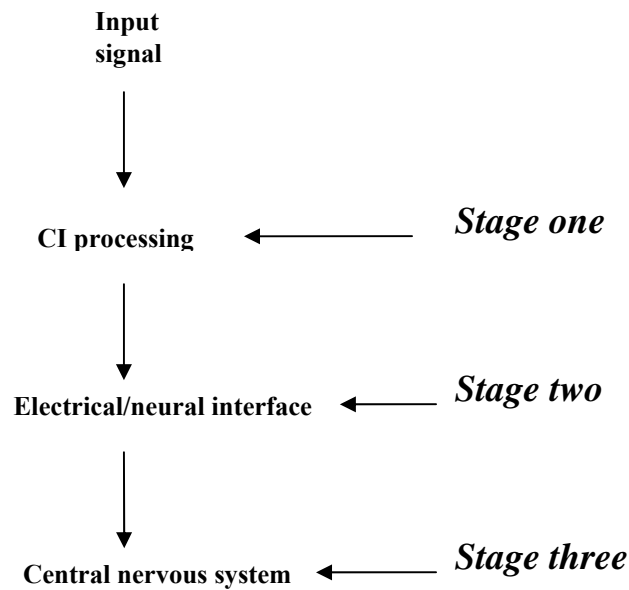 Input
signal
CI processing
Stage one
Electrical/neural interface
Stage two
Central nervous system
Stage three